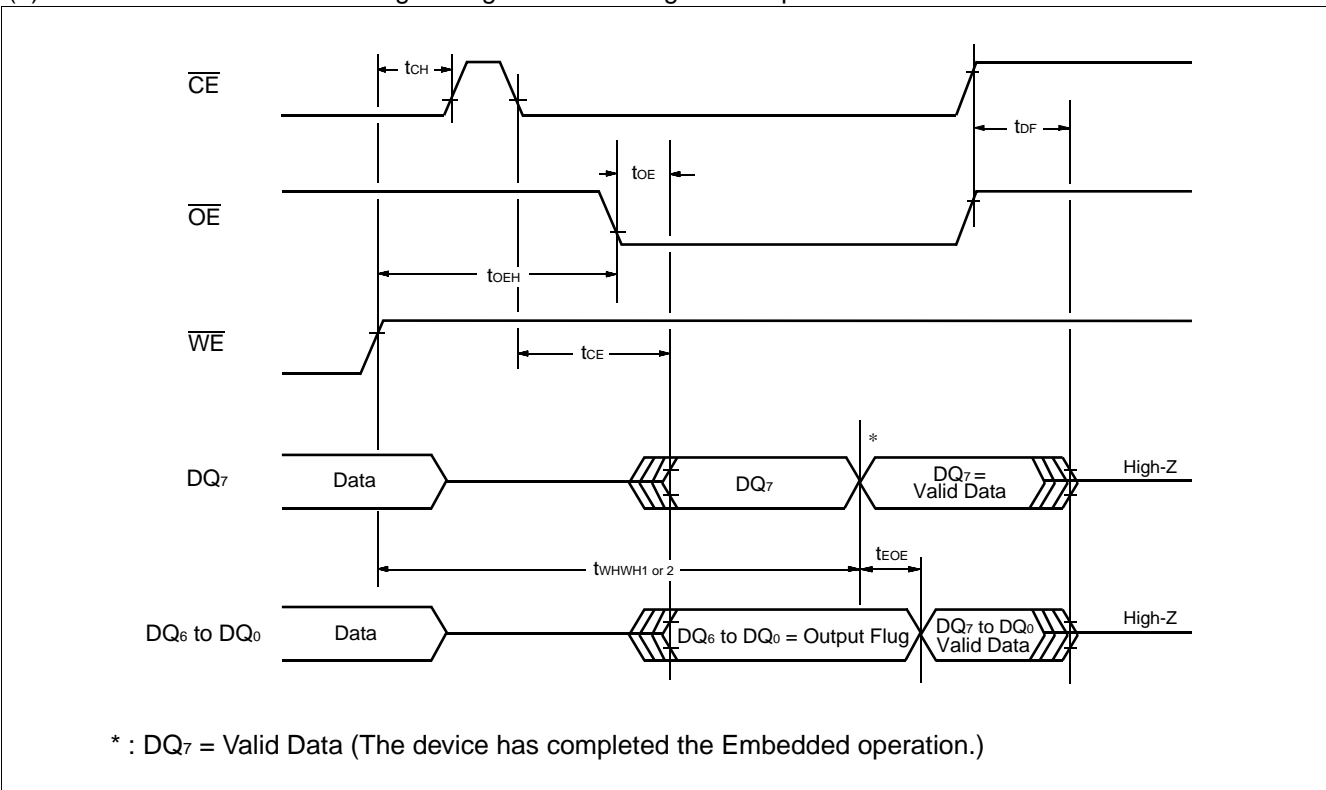 CE
tCH
tDF
tOE
OE
tOEH
WE
tCE
*
DQ7
Data
DQ7
DQ7 =
Valid Data
High-Z
tEOE
tWHWH1 or 2
DQ6 to DQ0
Data
DQ6 to DQ0 = Output Flug
DQ7 to DQ0
Valid Data
High-Z
* : DQ7 = Valid Data (The device has completed the Embedded operation.)